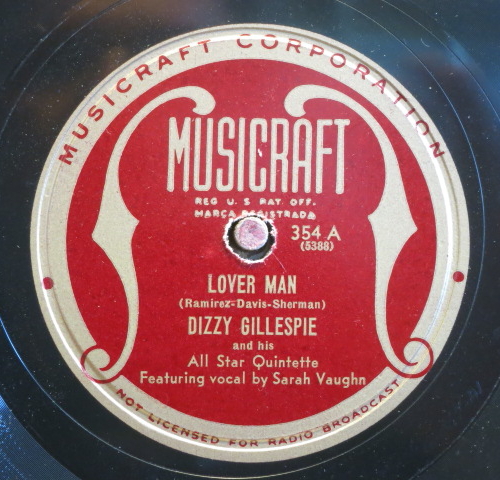 MUSICRAFT CORPORATION
MUSICRAFT
REG U.S PAT. OFF.
MARCA REGISTRADA
354 A
(5388)
LOVER MAN
(Ramirez-Davis-Sherman)
DIZZY GILLESPIE
and his
All Star Quintette
Featuring vocal by Sarah Vaughn
NOT LICENSED FOR RADIO BROADCAST